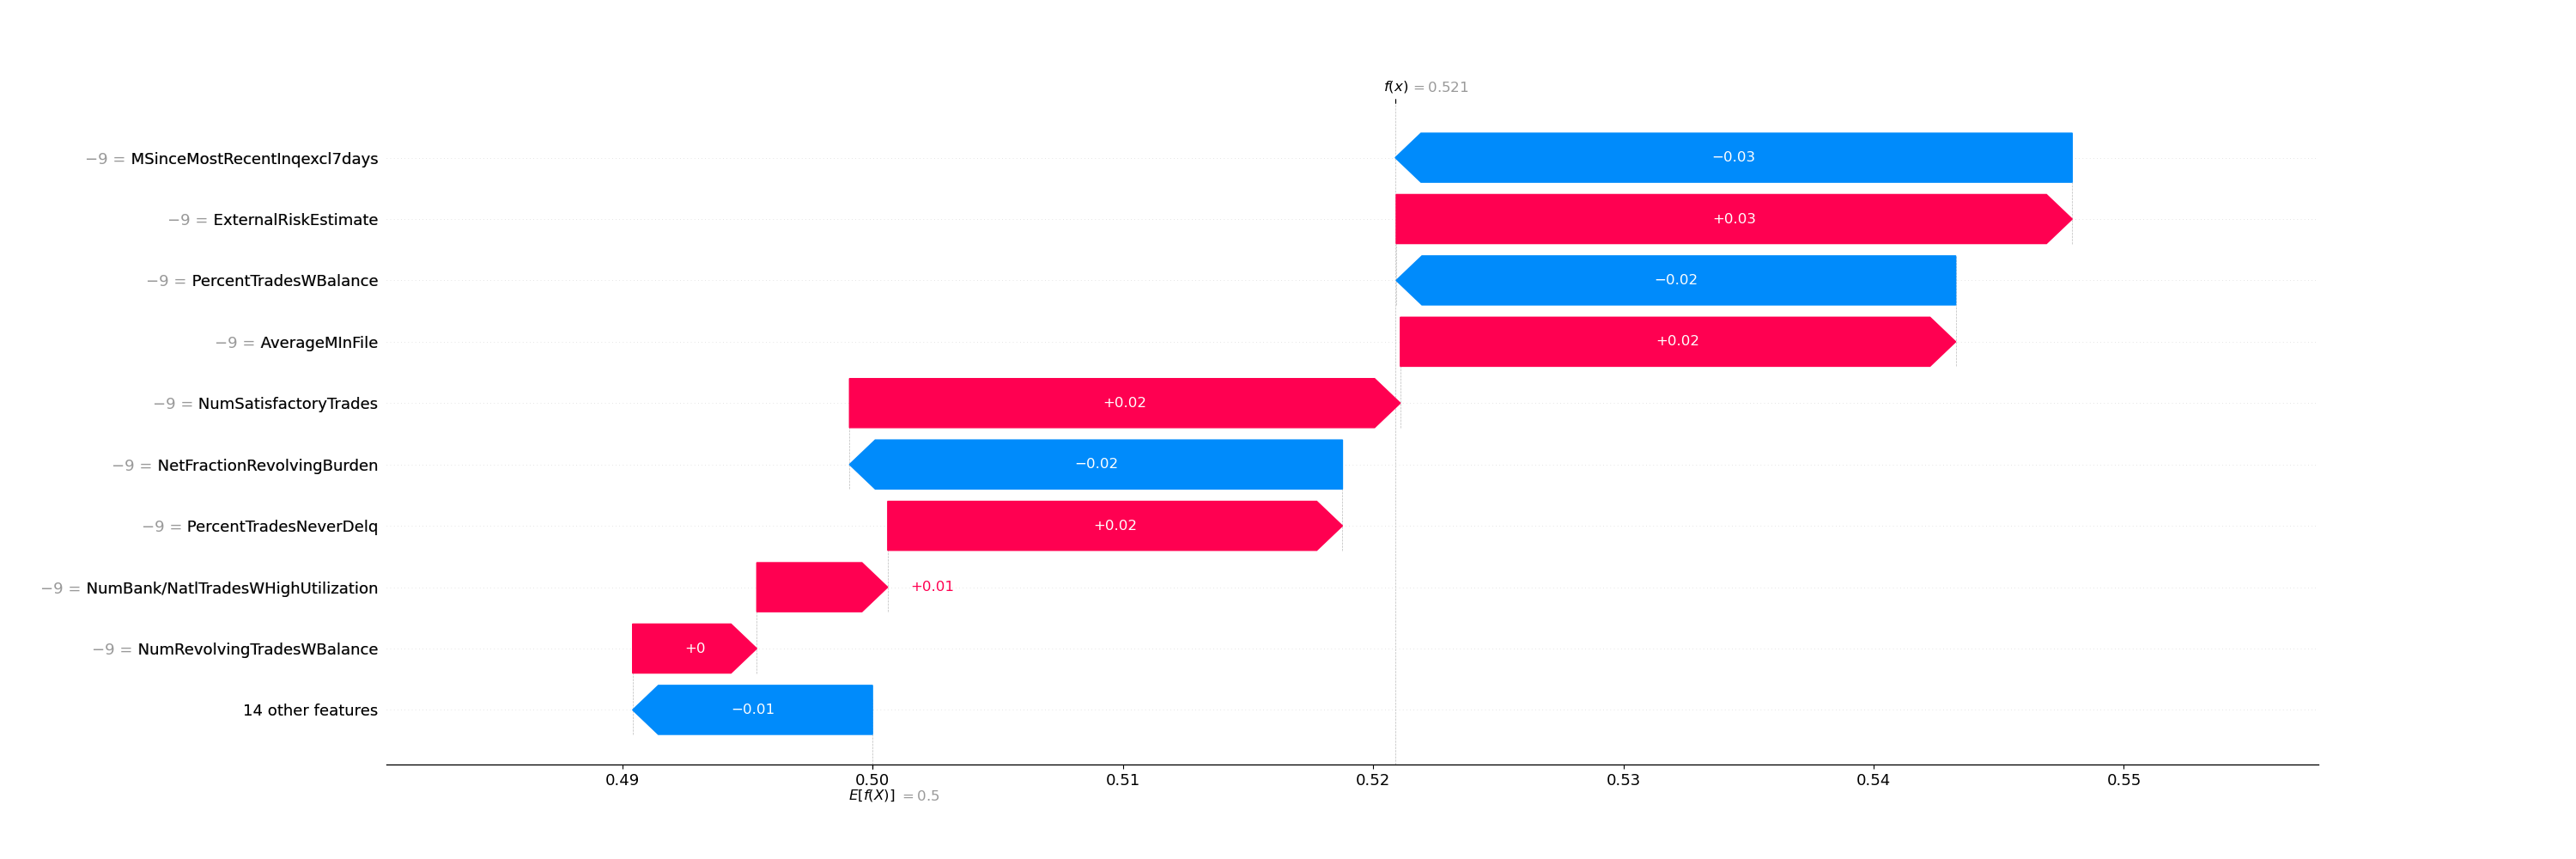 f(x) = 0.521
−9 = MSinceMostRecentInqexcl7days −0.03
−9 = ExternalRiskEstimate +0.03
−9 = PercentTradesWBalance −0.02
−9 = AverageMInFile +0.02
−9 = NumSatisfactoryTrades +0.02
−9 = NetFractionRevolvingBurden −0.02
−9 = PercentTradesNeverDelq +0.02
−9 = NumBank/NatlTradesWHighUtilization +0.01
−9 = NumRevolvingTradesWBalance +0
14 other features −0.01
0.49 0.50 0.51 0.52 0.53 0.54 0.55
E[f(X)] = 0.5